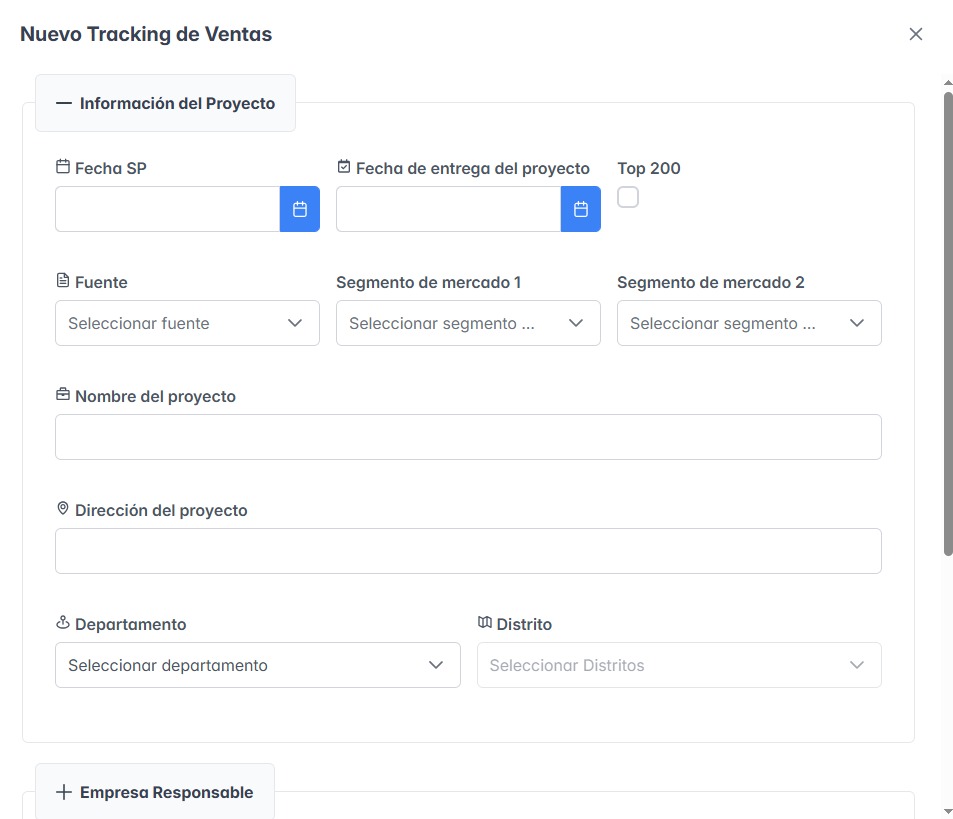 Nuevo Tracking de Ventas
Información del Proyecto
Fecha SP
Fecha de entrega del proyecto
Top 200
Fuente
Segmento de mercado 1
Segmento de mercado 2
Seleccionar fuente
Seleccionar segmento ...
Seleccionar segmento ...
Nombre del proyecto
Dirección del proyecto
Departamento
Distrito
Seleccionar departamento
Seleccionar Distritos
Empresa Responsable